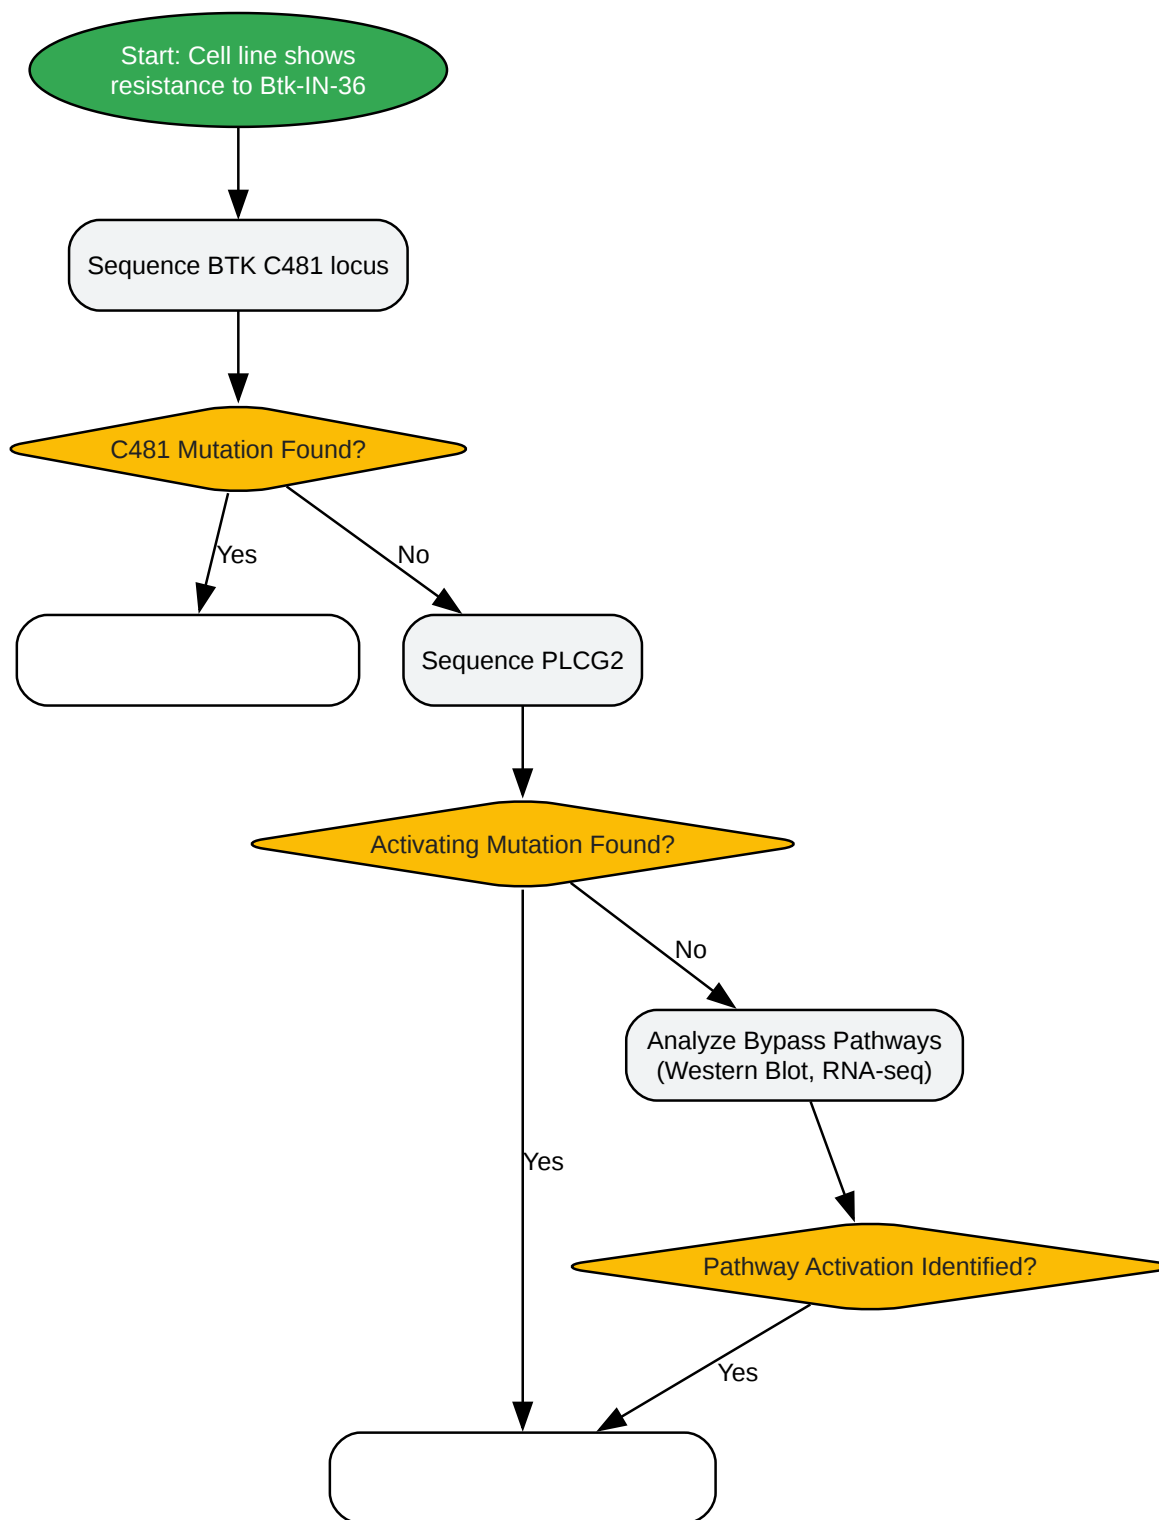 Start: Cell line shows
resistance to Btk-IN-36
Sequence BTK C481 locus
C481 Mutation Found?
Yes
No
Sequence PLCG2
Activating Mutation Found?
No
Analyze Bypass Pathways
(Western Blot, RNA-seq)
Yes
Pathway Activation Identified?
Yes